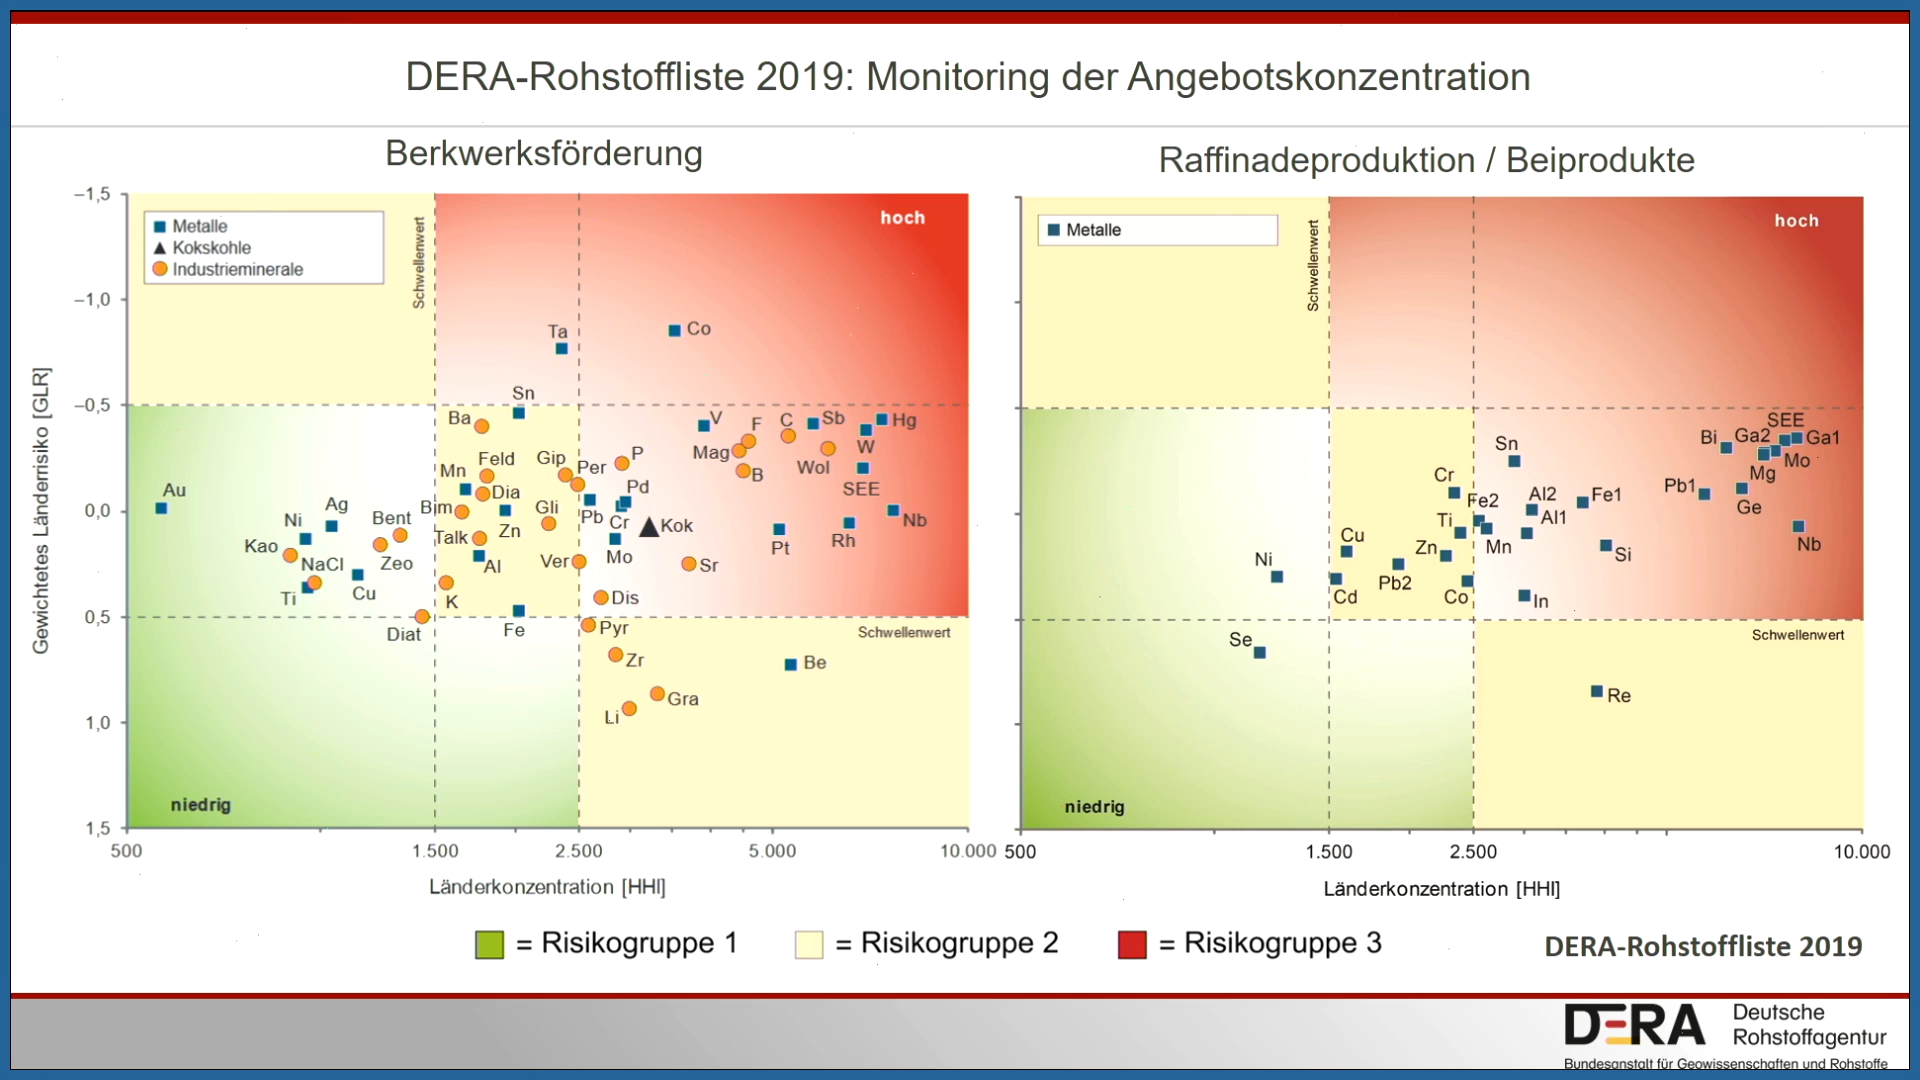 DERA-Rohstoffliste 2019: Monitoring der Angebotskonzentration
Berkwerksförderung
–1,5
–1,0
–0,5
0,0
0,5
1,0
1,5
Gewichtetes Länderrisiko [GLR]
Metalle
Kokskohle
Industrieminerale
Schwellenwert
hoch
Ta
Co
Sn
Ba
V
F
C
Sb
Hg
Mag
W
Gip
Per
P
Feld
Mn
B
Wol
SEE
Au
Dia
Pd
Ag
Bim
Gli
Pb
Cr
Kok
Nb
Ni
Bent
Zn
Talk
Pt
Rh
Kao
NaCl
Zeo
Al
Ver
Mo
Sr
Ti
Cu
K
Dis
Diat
Fe
Pyr
Schwellenwert
Zr
Be
Gra
Li
niedrig
500
1.500
2.500
5.000
10.000
Länderkonzentration [HHI]
Raffinadeproduktion / Beiprodukte
Metalle
Schwellenwert
hoch
SEE
Bi
Ga2
Ga1
Sn
Mo
Mg
Cr
Pb1
Fe2
Al2
Fe1
Ge
Ti
Al1
Cu
Zn
Mn
Nb
Ni
Si
Pb2
Cd
Co
In
Se
Schwellenwert
Re
niedrig
500
1.500
2.500
10.000
Länderkonzentration [HHI]
= Risikogruppe 1
= Risikogruppe 2
= Risikogruppe 3
DERA-Rohstoffliste 2019
DERA
Deutsche
Rohstoffagentur
Bundesanstalt für Geowissenschaften und Rohstoffe